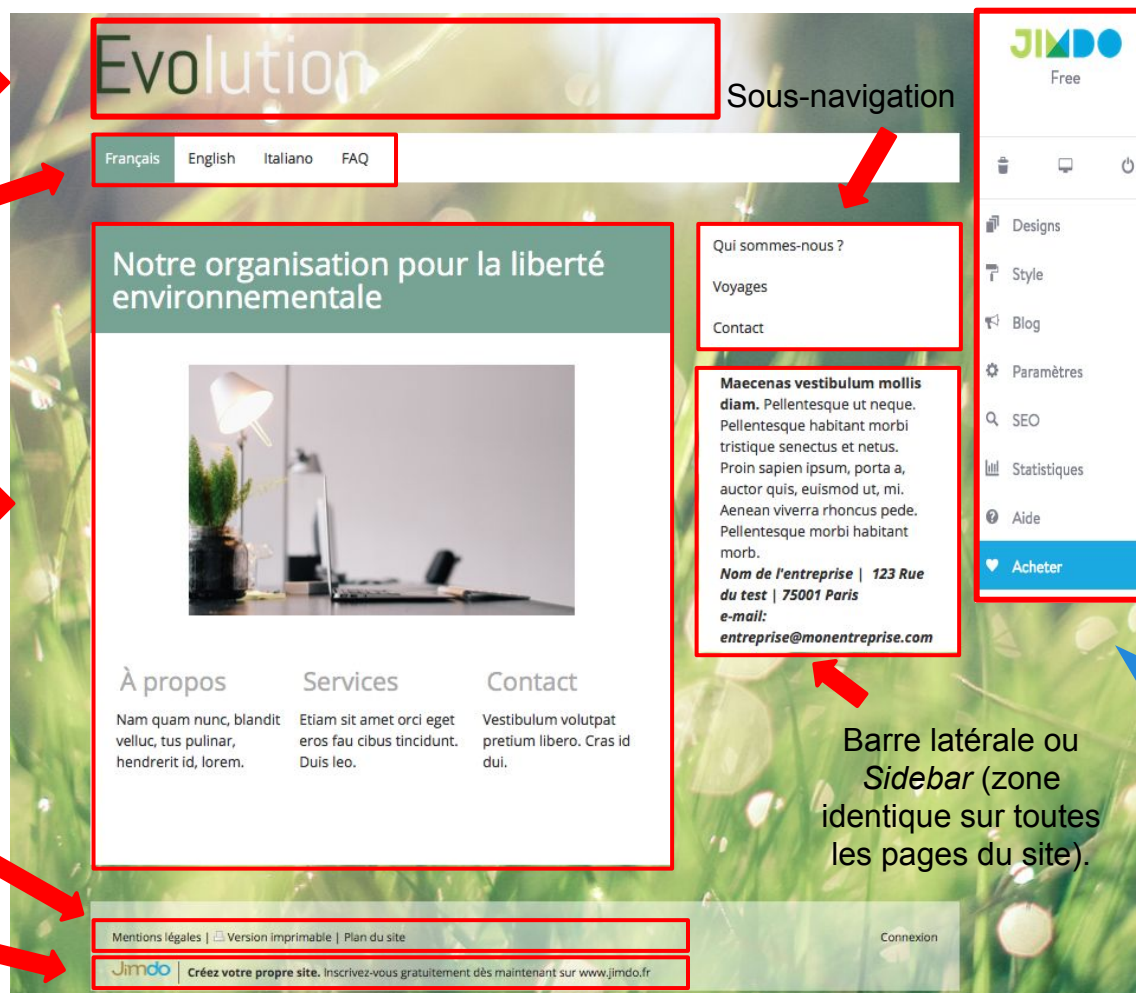 Evolution
Sous-navigation
Français English Italiano FAQ
Notre organisation pour la liberté
environnementale
À propos
Nam quam nunc, blandit
velluc, tus pulinar,
hendrerit id, lorem.
Services
Etiam sit amet orci eget
eros fau cibus tincidunt.
Duis leo.
Contact
Vestibulum volutpat
pretium libero. Cras id
dui.
Qui sommes-nous ?
Voyages
Contact
Maecenas vestibulum mollis
diam. Pellentesque ut neque.
Pellentesque habitant morbi
tristique senectus et netus.
Proin sapien ipsum, porta a,
auctor quis, euismod ut, mi.
Aenean viverra rhoncus pede.
Pellentesque morbi habitant
morb.
Nom de l'entreprise | 123 Rue
du test | 75001 Paris
e-mail:
entreprise@monentreprise.com
Barre latérale ou
Sidebar (zone
identique sur toutes
les pages du site).
JIMDO
Free
Designs
Style
Blog
Paramètres
SEO
Statistiques
Aide
Acheter
Mentions légales | Version imprimable | Plan du site
Connexion
Jimdo | Créez votre propre site. Inscrivez-vous gratuitement dès maintenant sur www.jimdo.fr